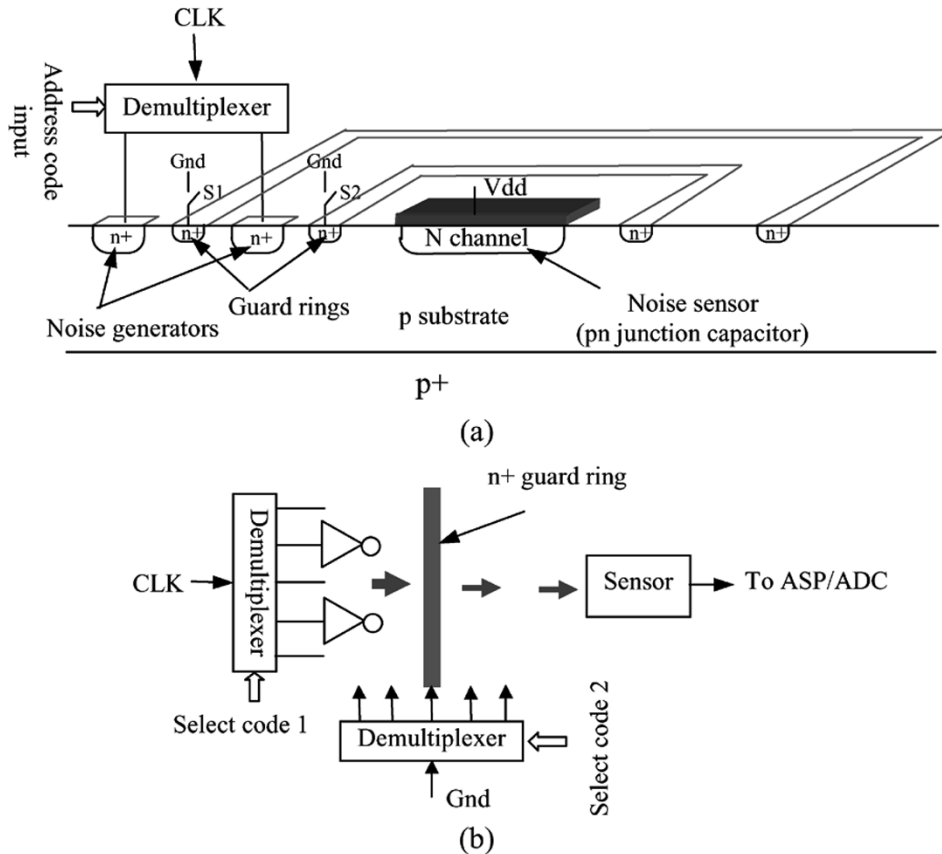 CLK
Address code
input
Demultiplexer
Gnd
S1
Gnd
S2
Vdd
n+
n+
n+
n+
N channel
n+
n+
Noise generators
Guard rings
p substrate
Noise sensor
(pn junction capacitor)
p+
(a)
n+ guard ring
CLK
Demultiplexer
Sensor
To ASP/ADC
Select code 1
Demultiplexer
Select code 2
Gnd
(b)